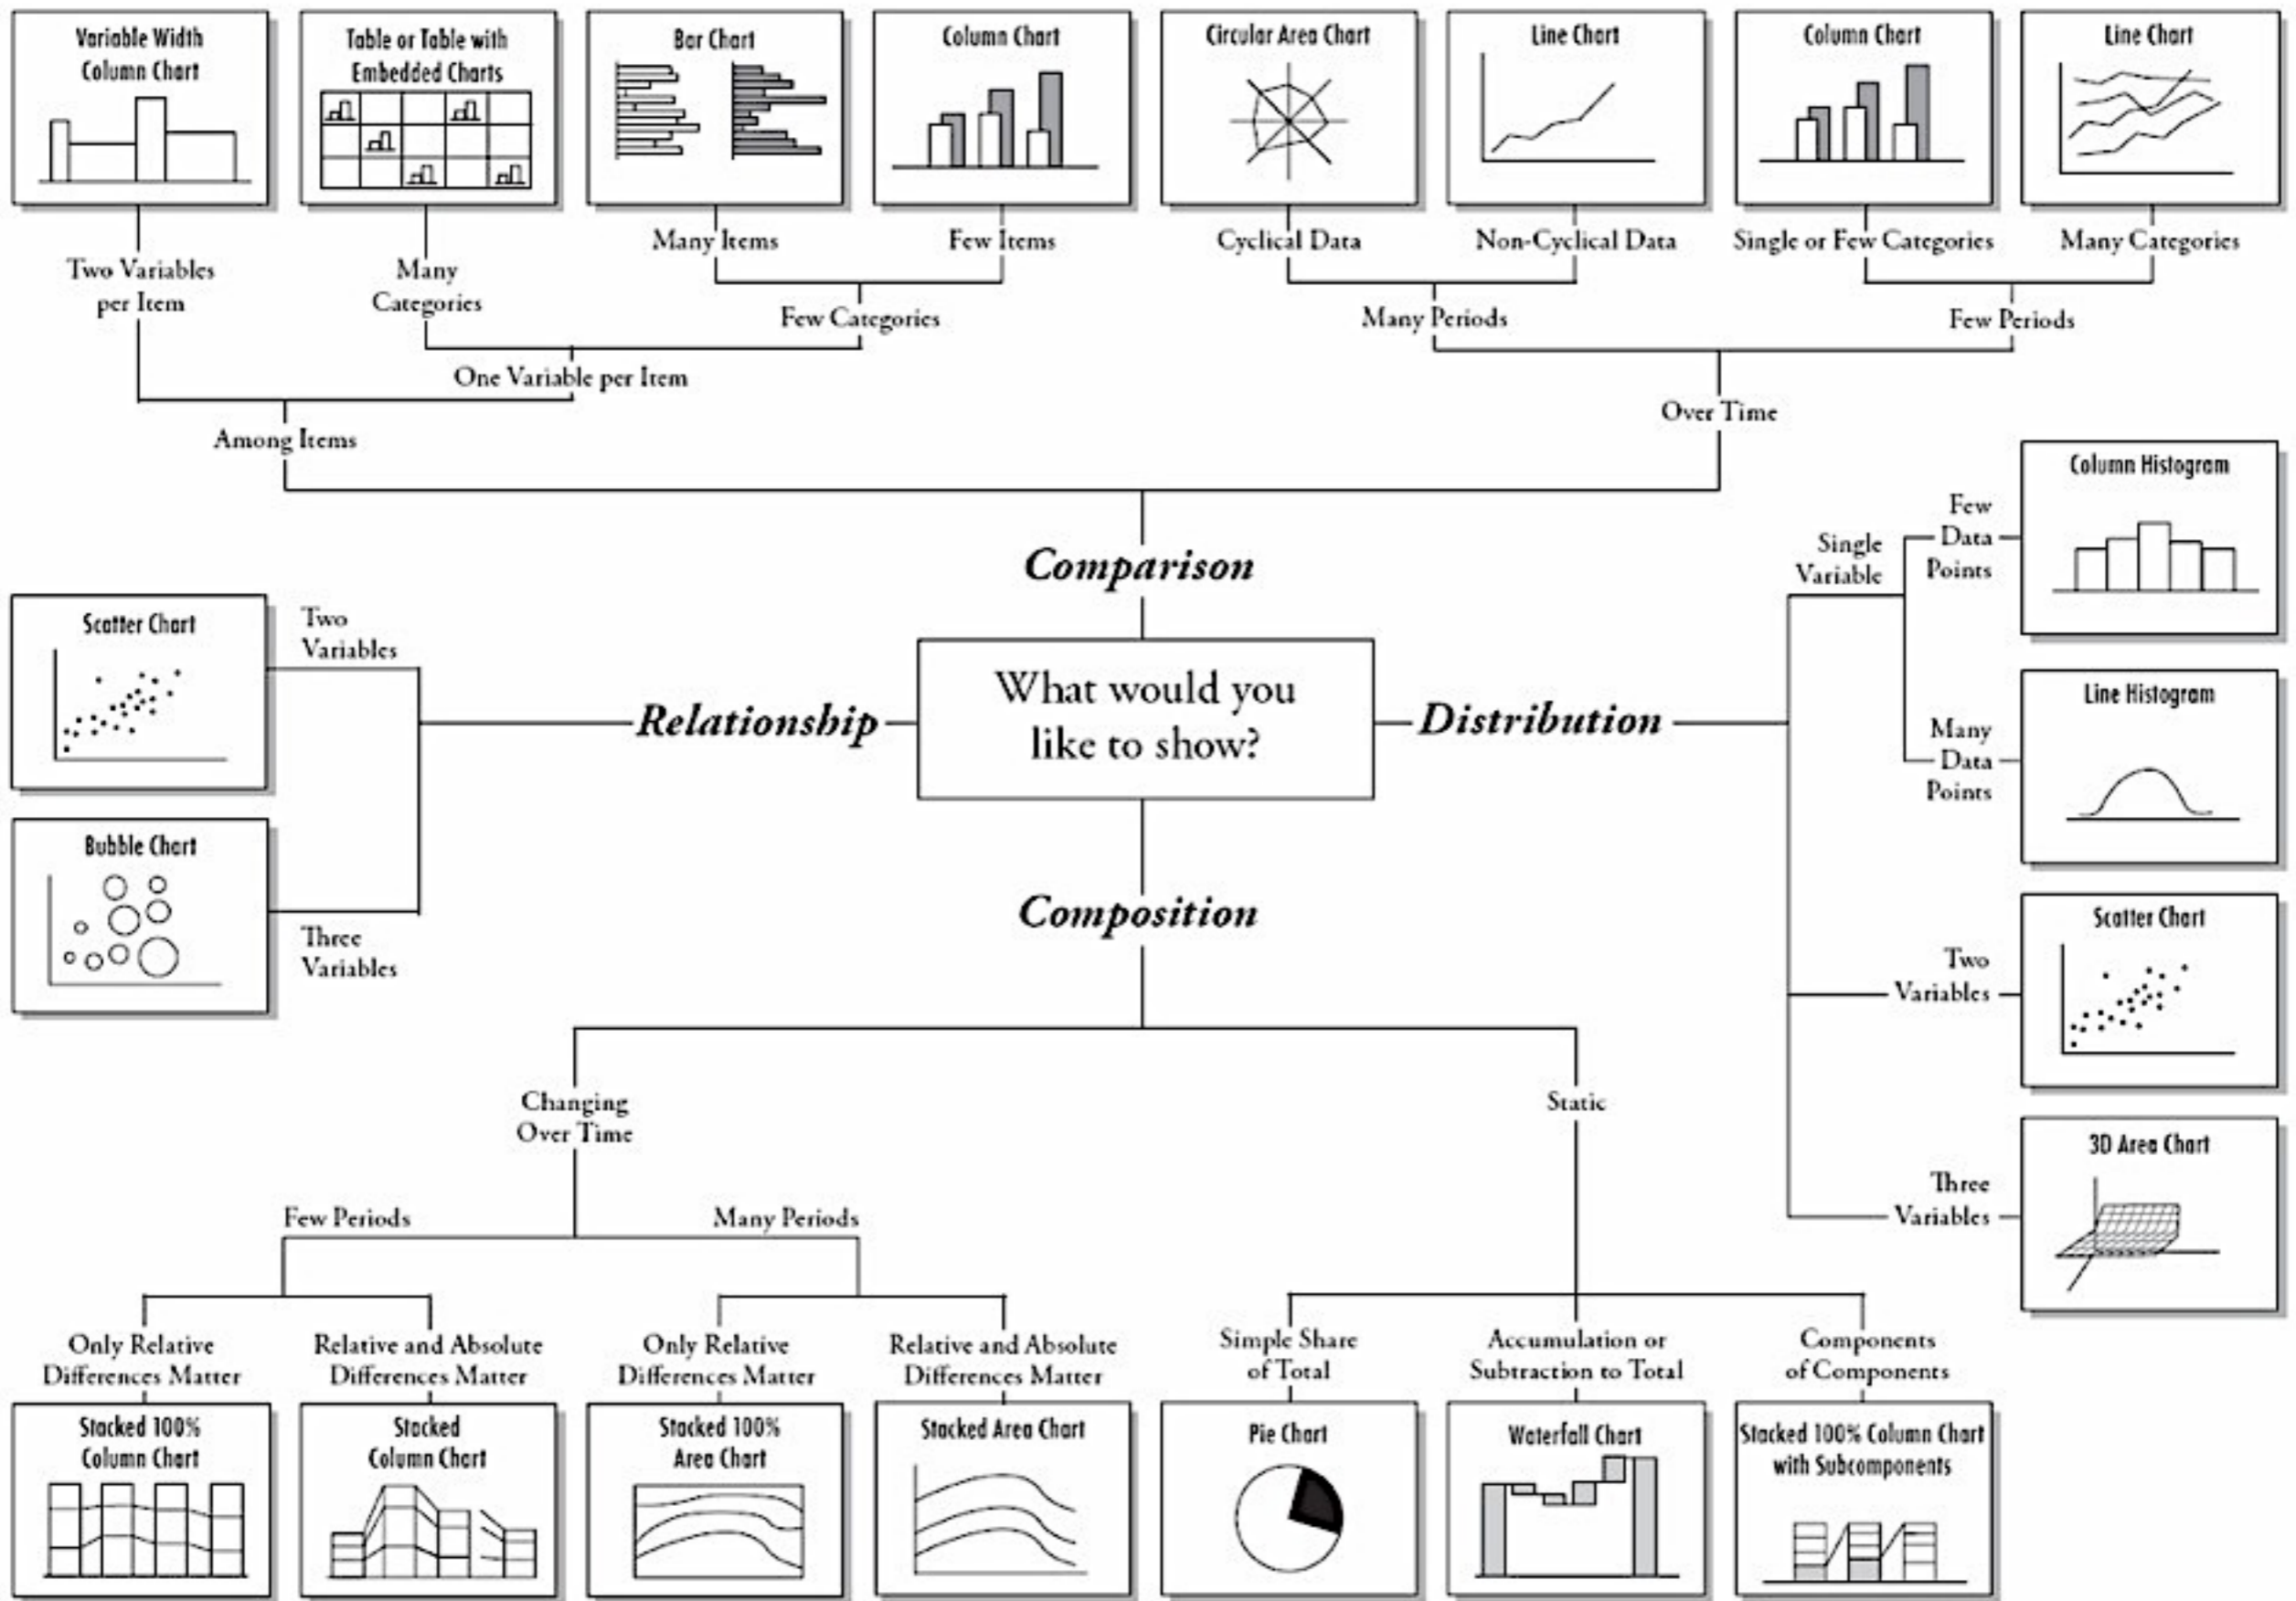 Variable Width
Column Chart
Table or Table with
Embedded Charts
Bar Chart
Column Chart
Circular Area Chart
Line Chart
Column Chart
Line Chart
Two Variables
per Item
Many
Categories
Many Items
Few Items
Cyclical Data
Non-Cyclical Data
Single or Few Categories
Many Categories
Few Categories
Many Periods
Few Periods
One Variable per Item
Over Time
Among Items
Comparison
Relationship
What would you
like to show?
Distribution
Composition
Two
Variables
Scatter Chart
Three
Variables
Bubble Chart
Single
Variable
Few
Data
Points
Column Histogram
Many
Data
Points
Line Histogram
Two
Variables
Scatter Chart
Three
Variables
3D Area Chart
Changing
Over Time
Static
Few Periods
Many Periods
Only Relative
Differences Matter
Relative and Absolute
Differences Matter
Only Relative
Differences Matter
Relative and Absolute
Differences Matter
Simple Share
of Total
Accumulation or
Subtraction to Total
Components
of Components
Stacked 100%
Column Chart
Stacked
Column Chart
Stacked 100%
Area Chart
Stacked Area Chart
Pie Chart
Waterfall Chart
Stacked 100% Column Chart
with Subcomponents